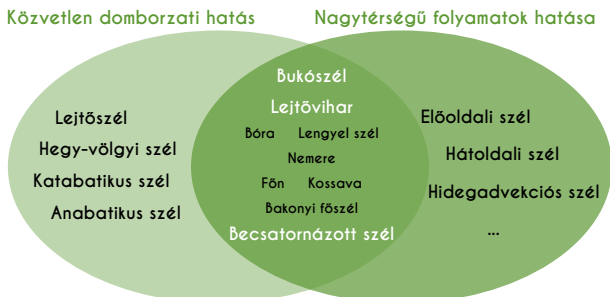 Közvetlen domborzati hatás
Nagytérségű folyamatok hatása
Lejtőszél
Hegy-völgyi szél
Katabatikus szél
Anabatikus szél
Bukószél
Lejtővihar
Bóra Lengyel szél
Nemere
Főn Kossava
Bakonyi főszél
Becsatornázott szél
Előoldali szél
Hátoldali szél
Hidegadvekciós szél
...